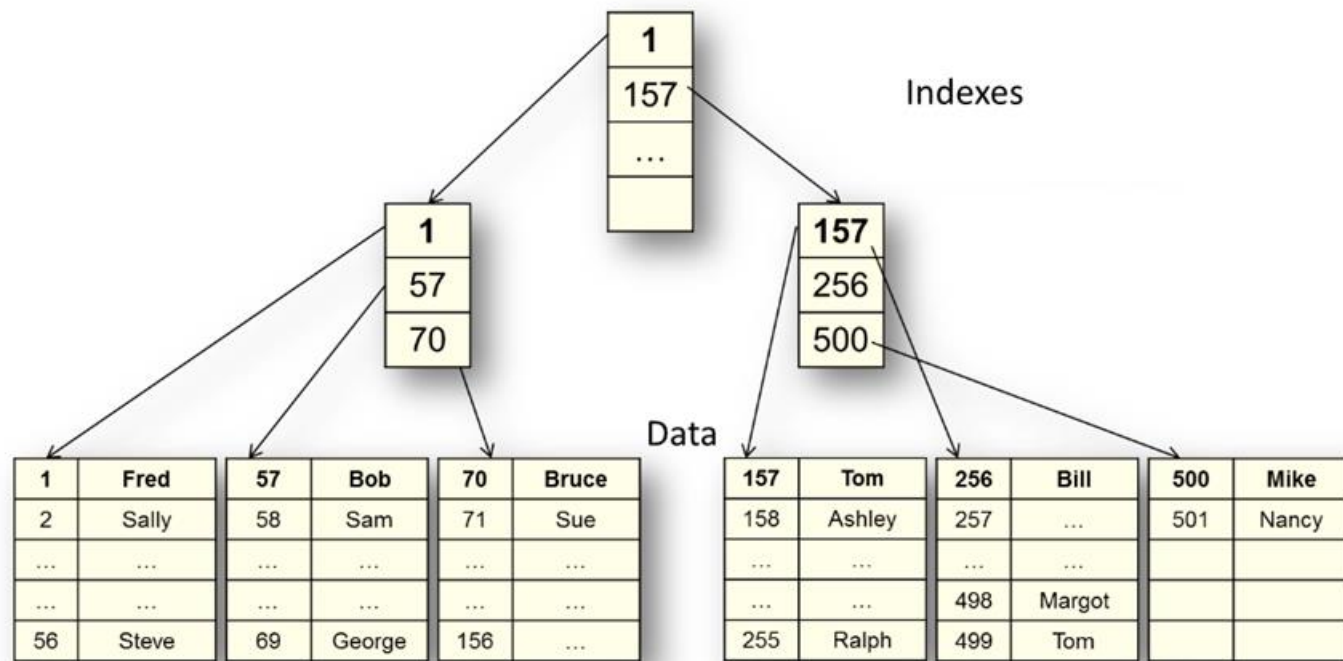 1
157
...
Indexes
1
57
70
157
256
500
Data
1 Fred
2 Sally
... ...
... ...
56 Steve
57 Bob
58 Sam
... ...
... ...
69 George
70 Bruce
71 Sue
... ...
... ...
156 ...
157 Tom
158 Ashley
... ...
... ...
255 Ralph
256 Bill
257 ...
... ...
498 Margot
499 Tom
500 Mike
501 Nancy